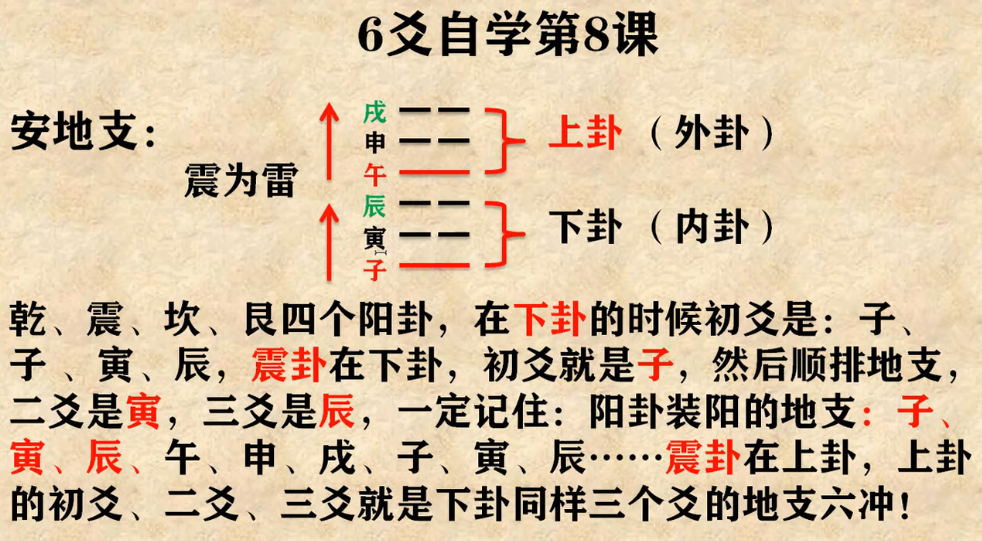 6爻自学第8课
安地支：
震为雷
戌
申
午
辰
寅
子
上卦（外卦）
下卦（内卦）
乾、震、坎、艮四个阳卦，在下卦的时候初爻是：子、
子 、寅、辰，震卦在下卦，初爻就是子，然后顺排地支，
二爻是寅，三爻是辰，一定记住：阳卦装阳的地支：子、
寅、辰、午、申、戌、子、寅、辰……震卦在上卦，上卦
的初爻、二爻、三爻就是下卦同样三个爻的地支六冲！